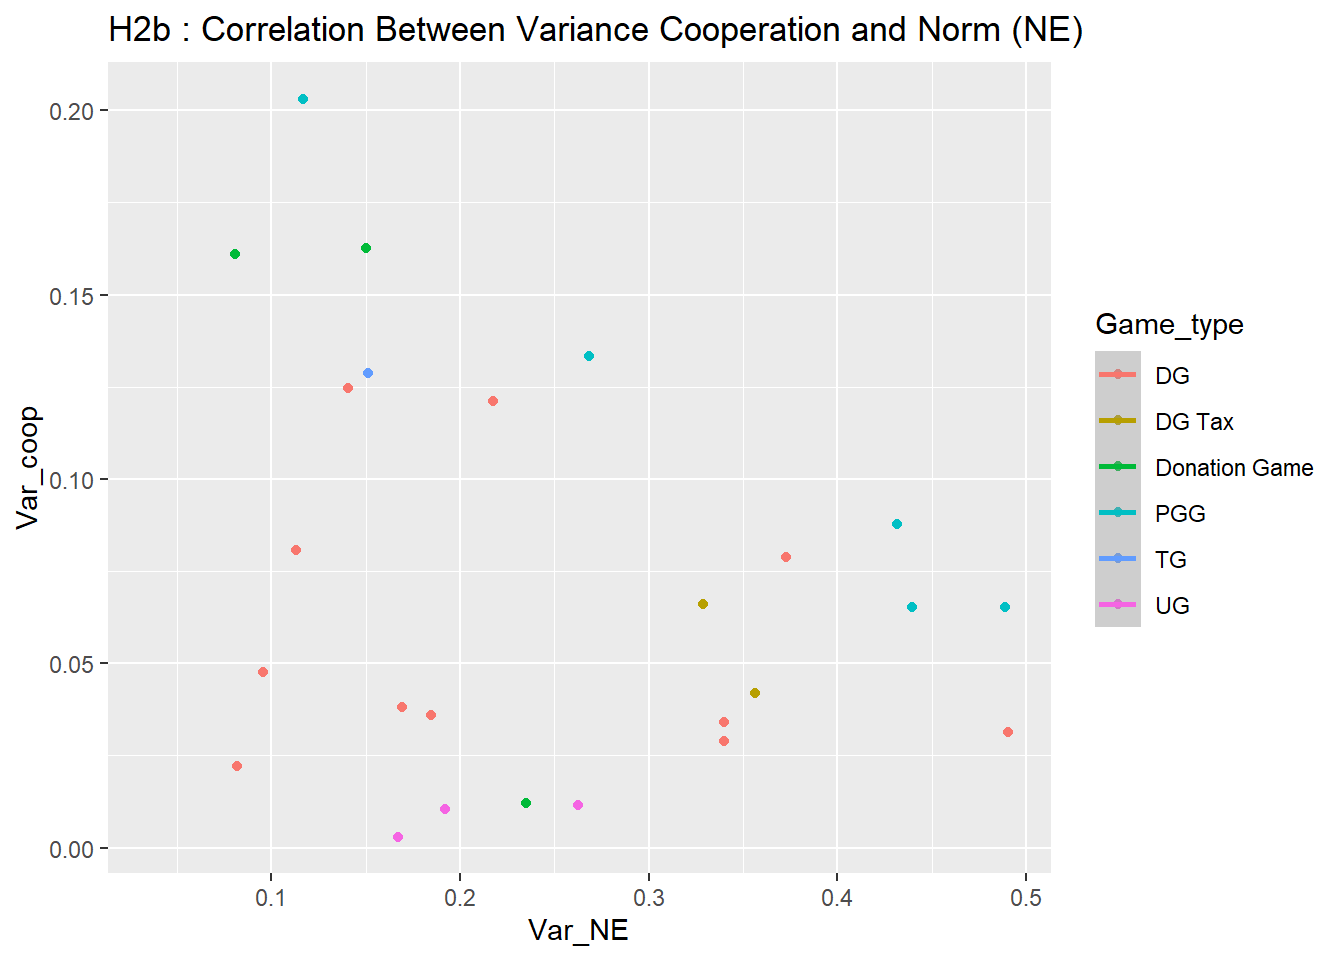 H2b : Correlation Between Variance Cooperation and Norm (NE)
0.20
0.15
0.10
0.05
0.00
Var_coop
0.1 0.2 0.3 0.4 0.5
Var_NE
Game_type
DG
DG Tax
Donation Game
PGG
TG
UG